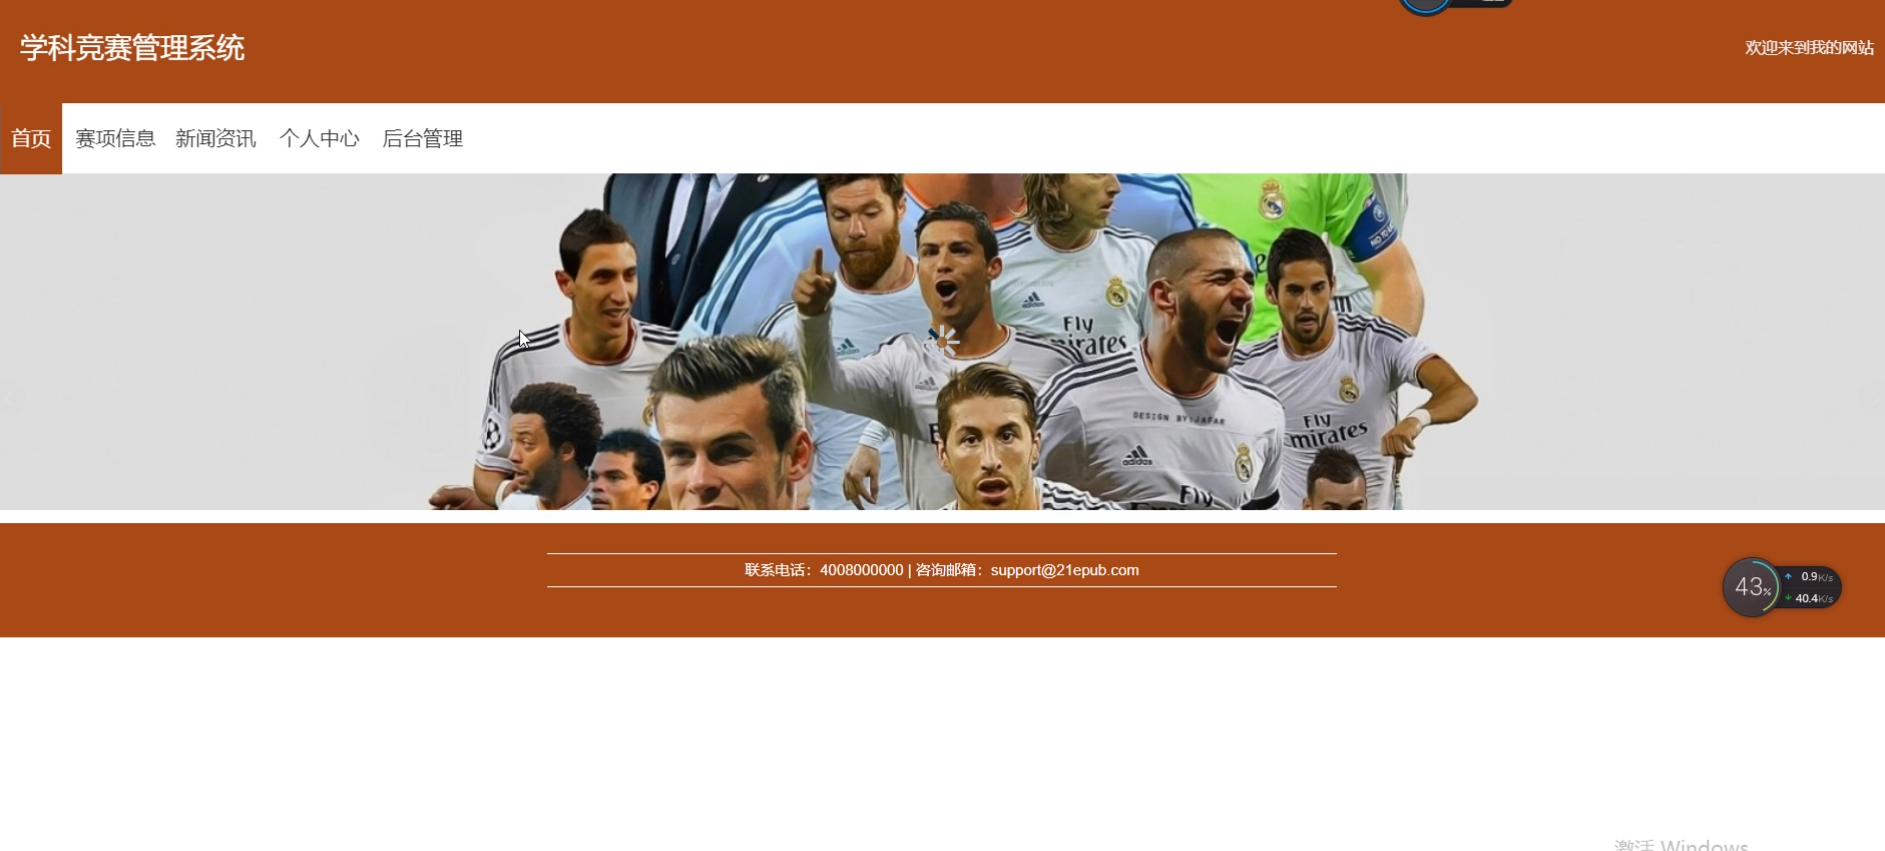 学科竞赛管理系统
欢迎来到我的网站
首页 赛项信息 新闻资讯 个人中心 后台管理
Fly
Emirates
adidas
DESIGN BY:JAFAR
Fly
Emirates
adidas
Fly
联系电话：4008000000 | 咨询邮箱：support@21epub.com
43%
0.9K/s
40.4K/s
激活 Windows